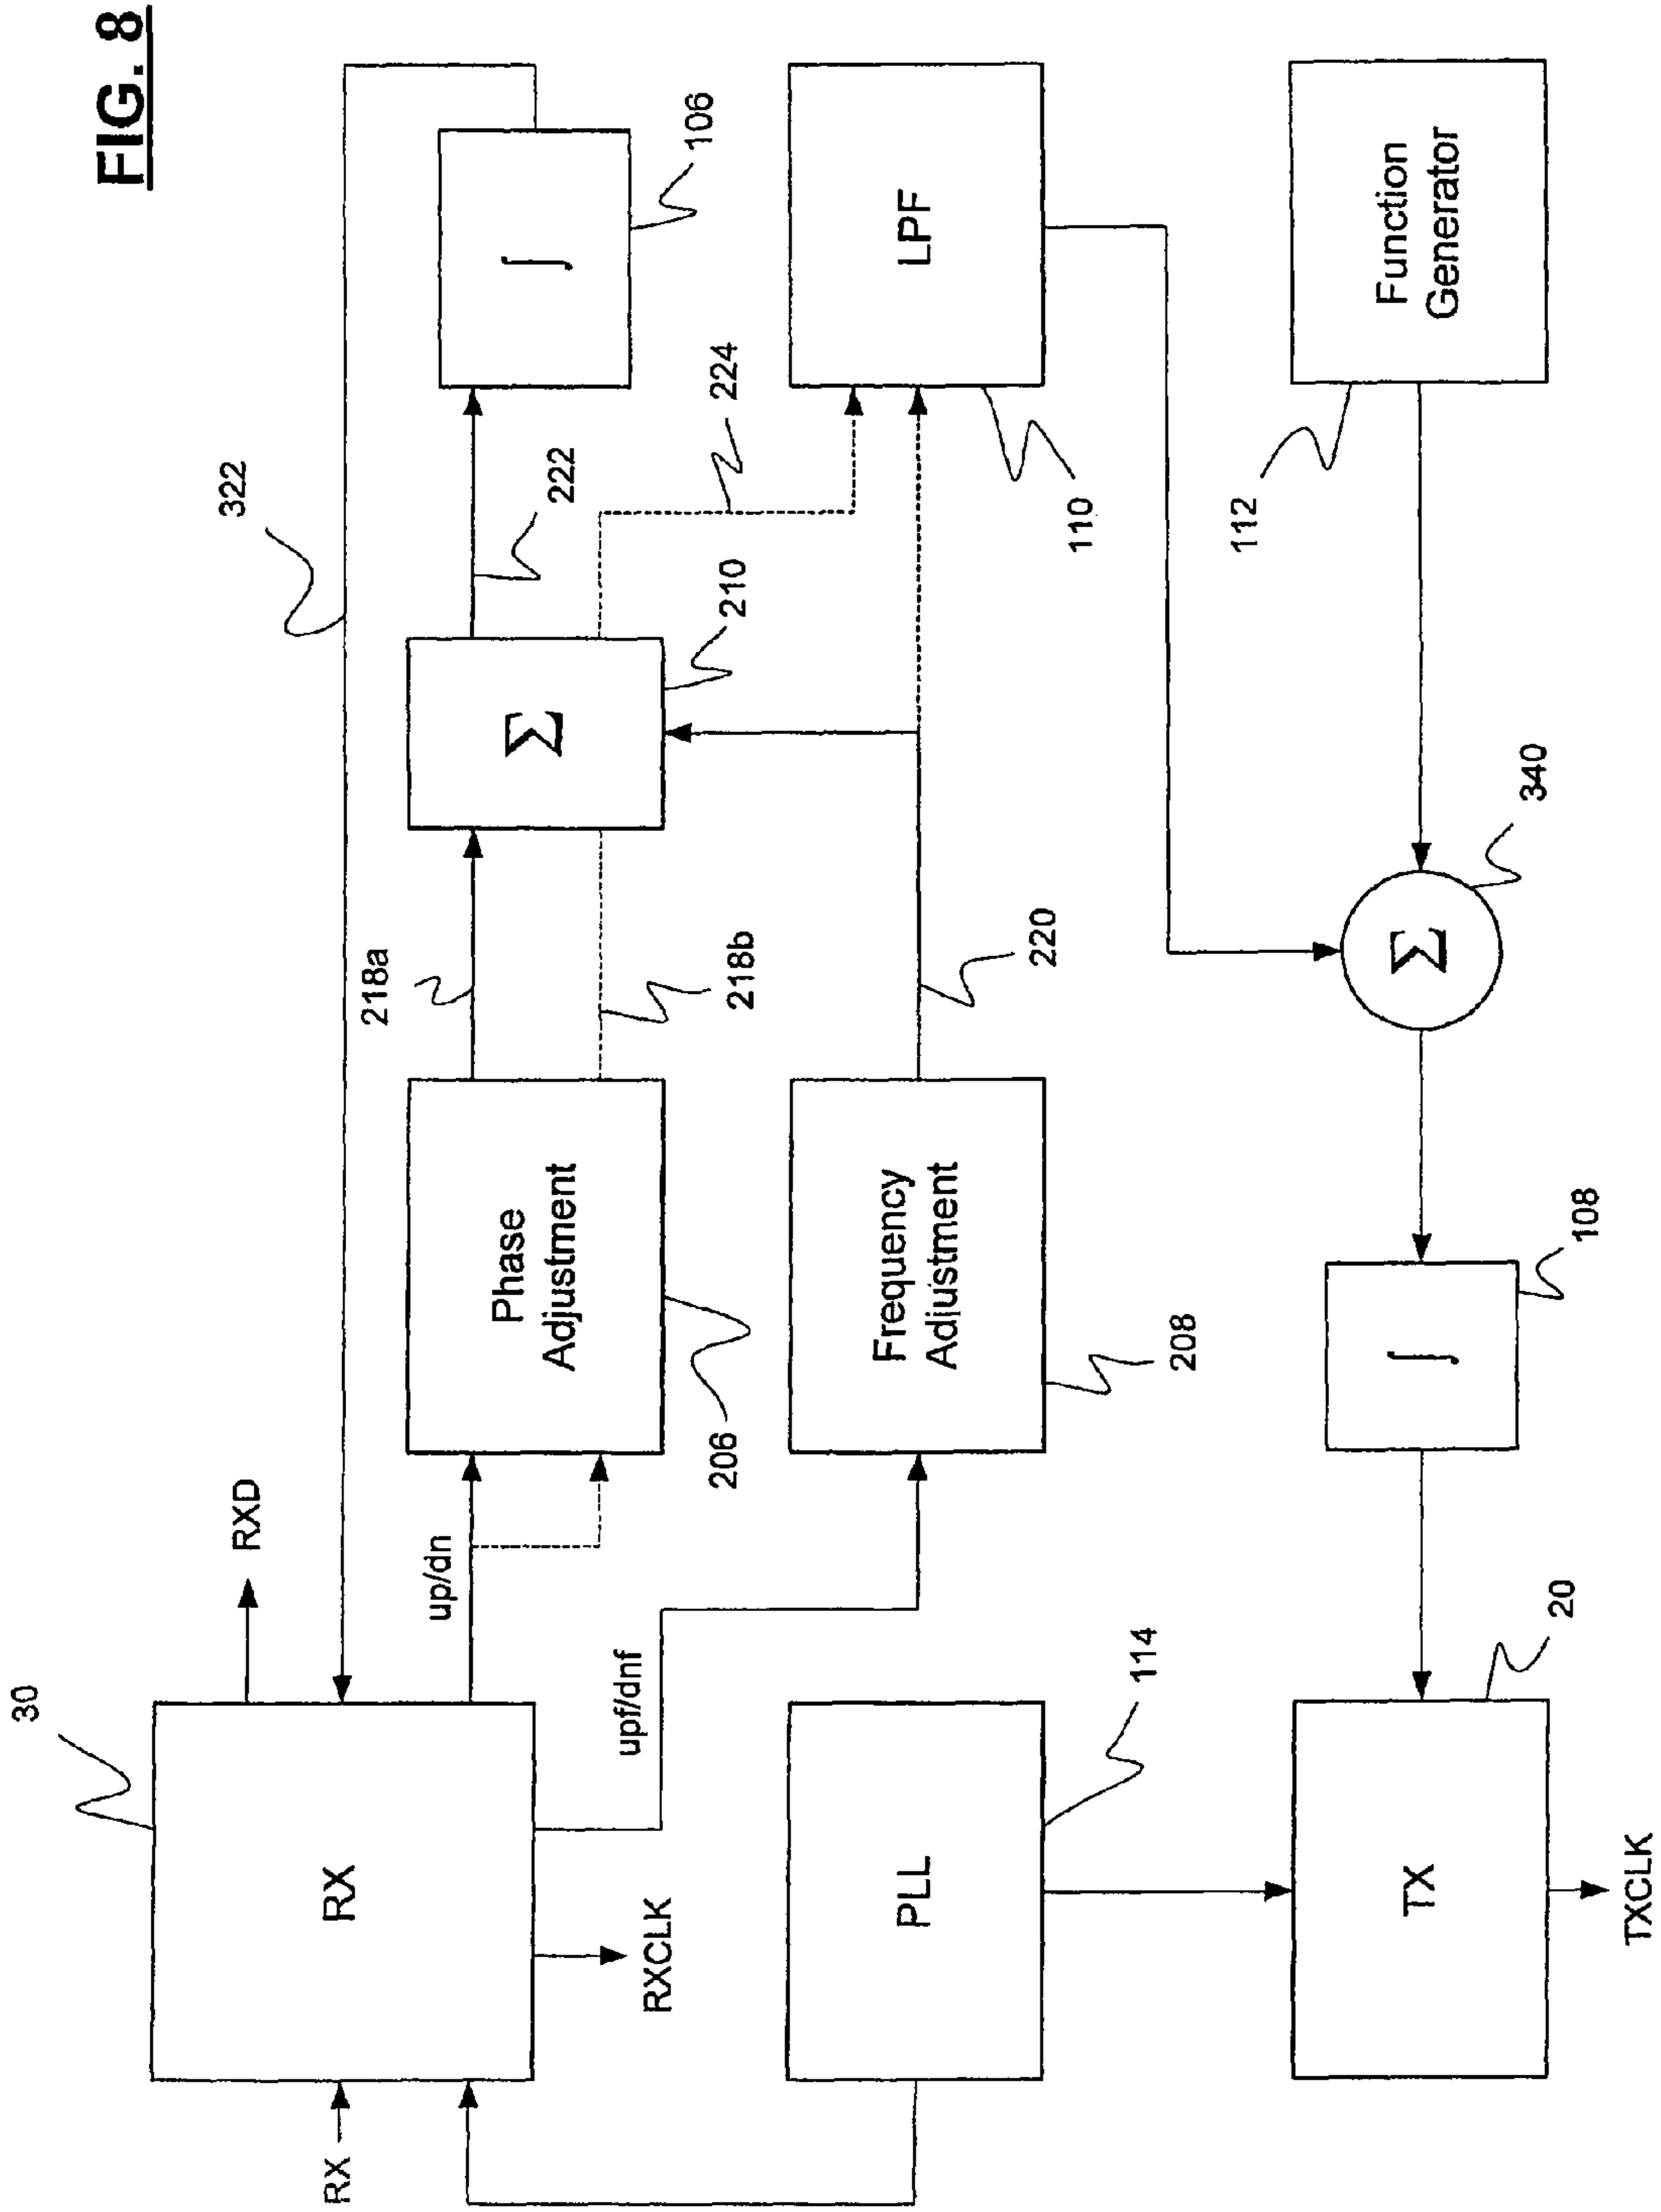 FIG. 8
30
RX
RX
RXCLK
RXD
322
up/dn
upf/dnf
Phase
Adjustment
206
218a
218b
Σ
210
222
224
∫
106
PLL
114
Frequency
Adjustment
208
220
LPF
110
TX
20
TXCLK
∫
108
Σ
340
Function
Generator
112